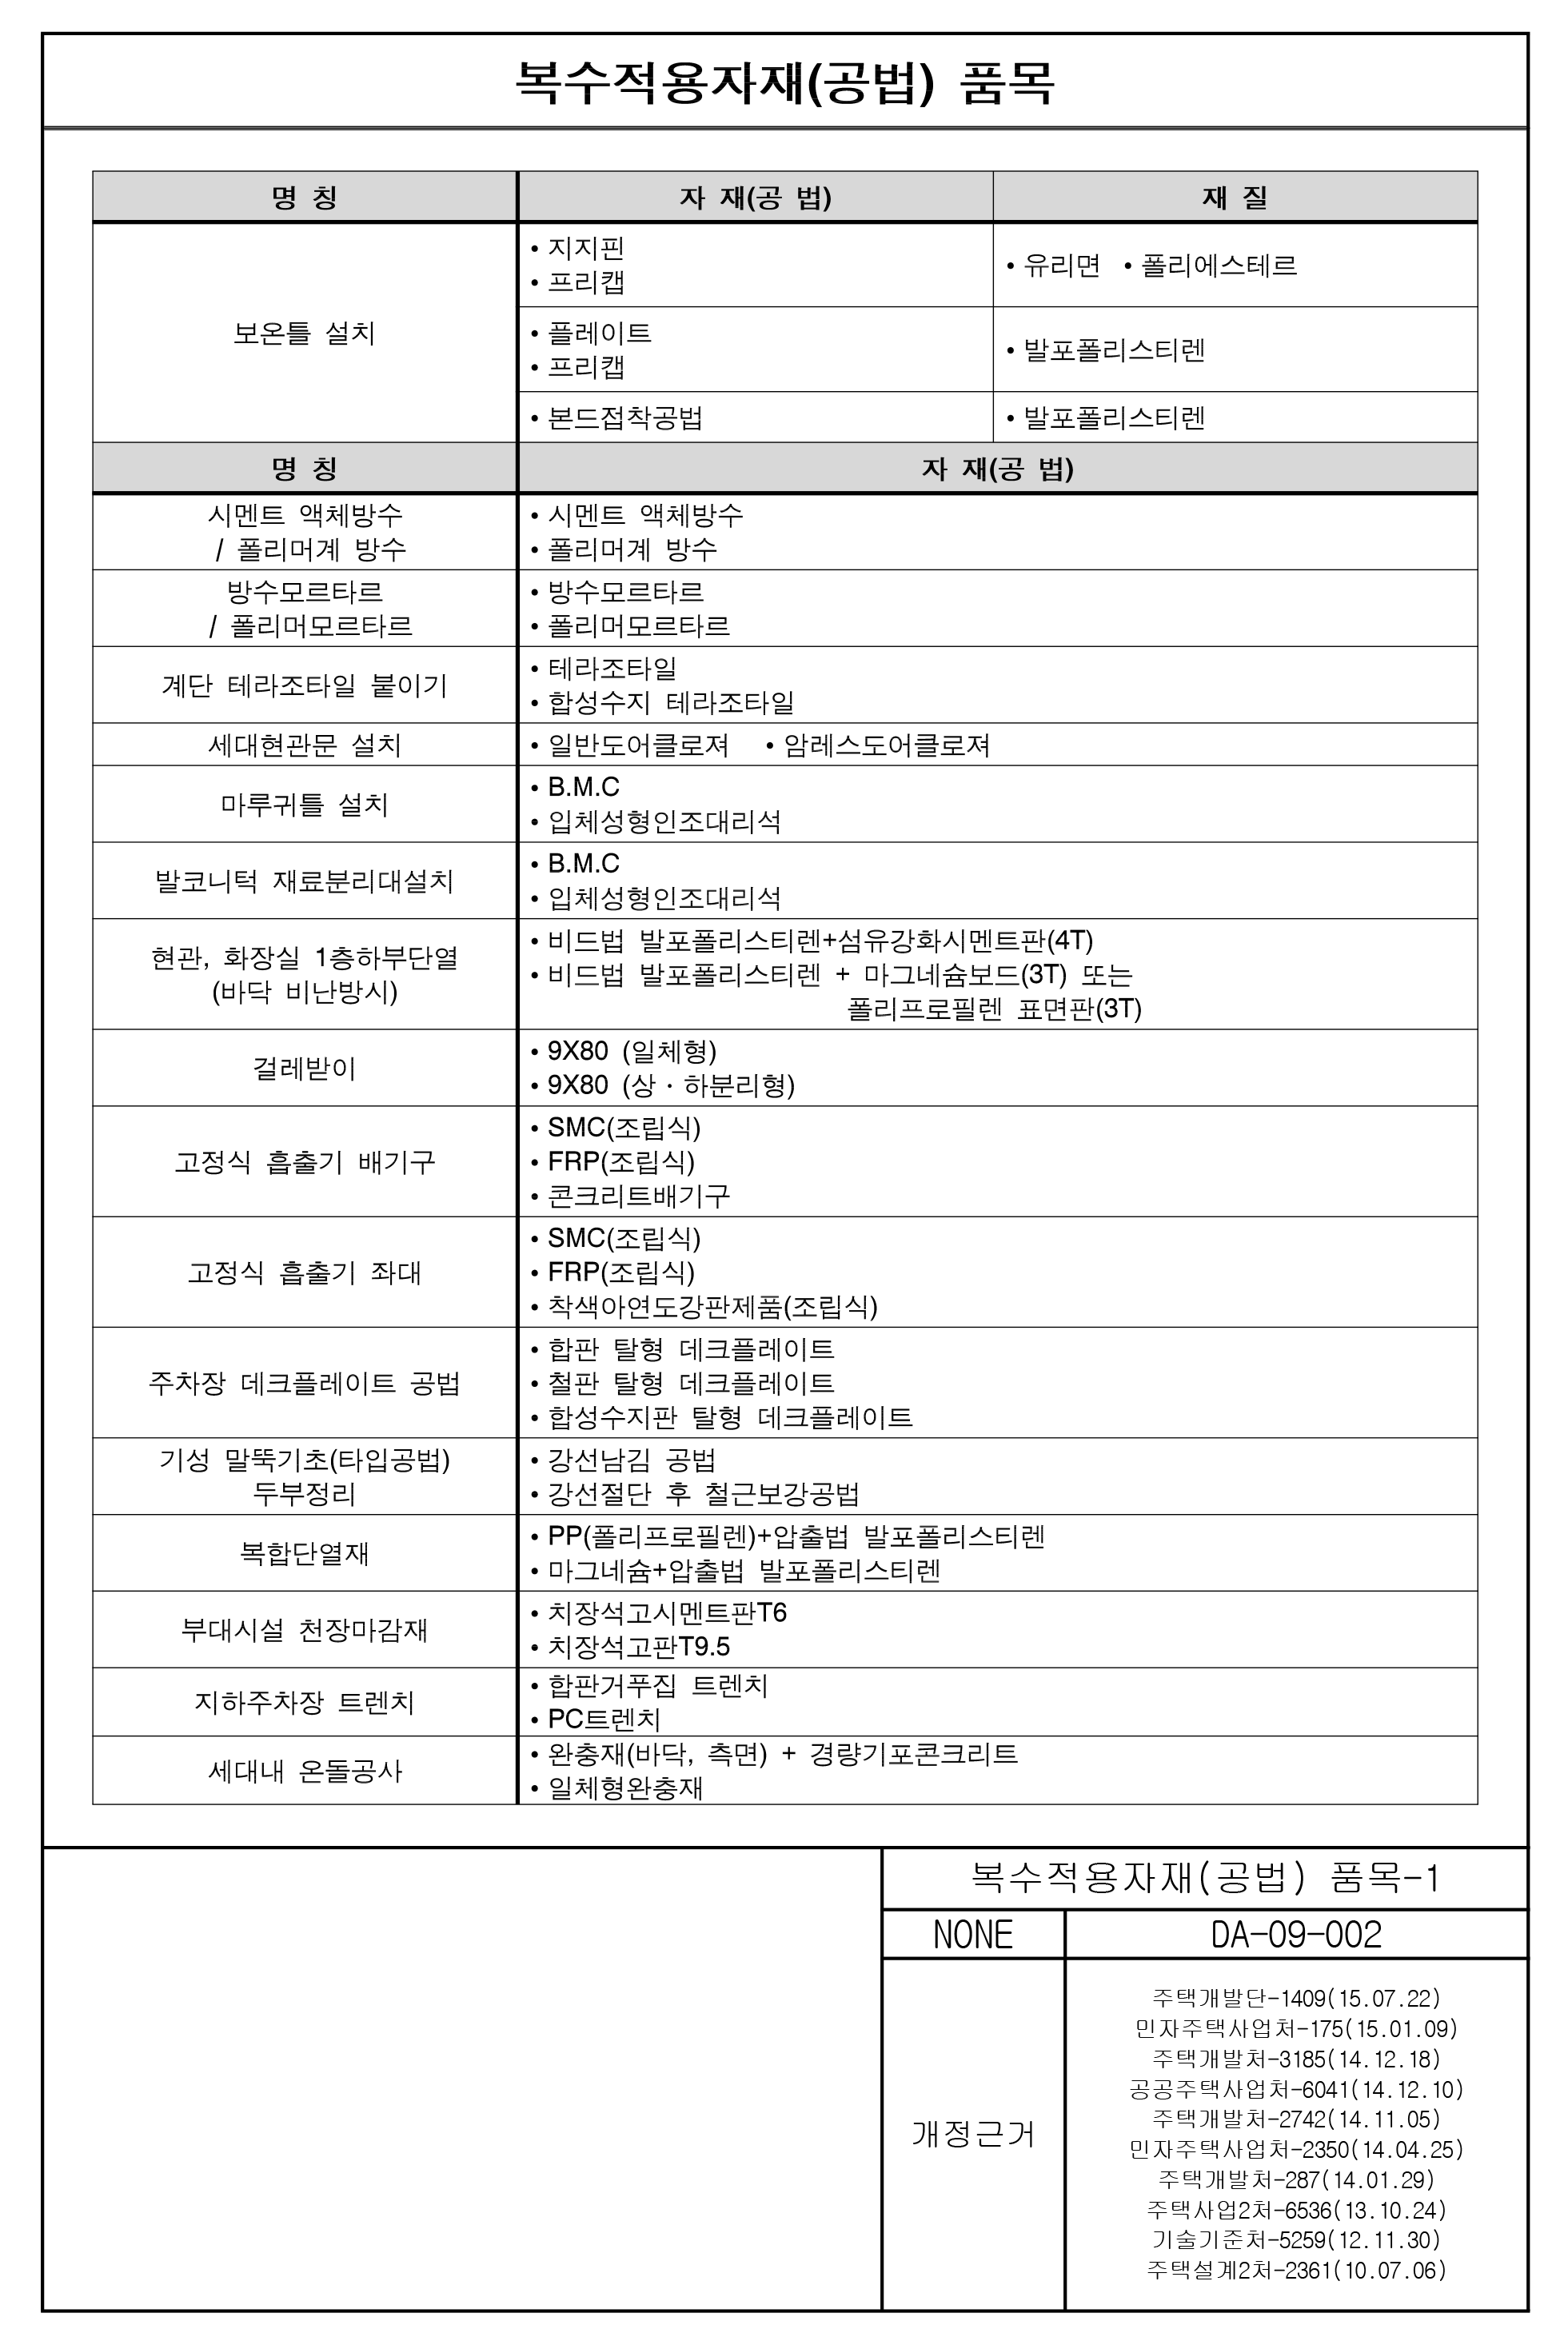 복수적용자재(공법) 품목
명 칭
자 재(공 법)
재 질
보온틀 설치
• 지지핀
• 프리캡
• 유리면 • 폴리에스테르
• 플레이트
• 프리캡
• 발포폴리스티렌
• 본드접착공법
• 발포폴리스티렌
명 칭
자 재(공 법)
시멘트 액체방수
/ 폴리머계 방수
• 시멘트 액체방수
• 폴리머계 방수
방수모르타르
/ 폴리머모르타르
• 방수모르타르
• 폴리머모르타르
계단 테라조타일 붙이기
• 테라조타일
• 합성수지 테라조타일
세대현관문 설치
• 일반도어클로져 • 암레스도어클로져
마루귀틀 설치
• B.M.C
• 입체성형인조대리석
발코니턱 재료분리대설치
• B.M.C
• 입체성형인조대리석
현관, 화장실 1층하부단열
(바닥 비난방시)
• 비드법 발포폴리스티렌+섬유강화시멘트판(4T)
• 비드법 발포폴리스티렌 + 마그네슘보드(3T) 또는
폴리프로필렌 표면판(3T)
걸레받이
• 9X80 (일체형)
• 9X80 (상 · 하분리형)
고정식 흡출기 배기구
• SMC(조립식)
• FRP(조립식)
• 콘크리트배기구
고정식 흡출기 좌대
• SMC(조립식)
• FRP(조립식)
• 착색아연도강판제품(조립식)
주차장 데크플레이트 공법
• 합판 탈형 데크플레이트
• 철판 탈형 데크플레이트
• 합성수지판 탈형 데크플레이트
기성 말뚝기초(타입공법)
두부정리
• 강선남김 공법
• 강선절단 후 철근보강공법
복합단열재
• PP(폴리프로필렌)+압출법 발포폴리스티렌
• 마그네슘+압출법 발포폴리스티렌
부대시설 천장마감재
• 치장석고시멘트판T6
• 치장석고판T9.5
지하주차장 트렌치
• 합판거푸집 트렌치
• PC트렌치
세대내 온돌공사
• 완충재(바닥, 측면) + 경량기포콘크리트
• 일체형완충재
복수적용자재(공법) 품목-1
NONE
DA-09-002
개정근거
주택개발단-1409(15.07.22)
민자주택사업처-175(15.01.09)
주택개발처-3185(14.12.18)
공공주택사업처-6041(14.12.10)
주택개발처-2742(14.11.05)
민자주택사업처-2350(14.04.25)
주택개발처-287(14.01.29)
주택사업2처-6536(13.10.24)
기술기준처-5259(12.11.30)
주택설계2처-2361(10.07.06)